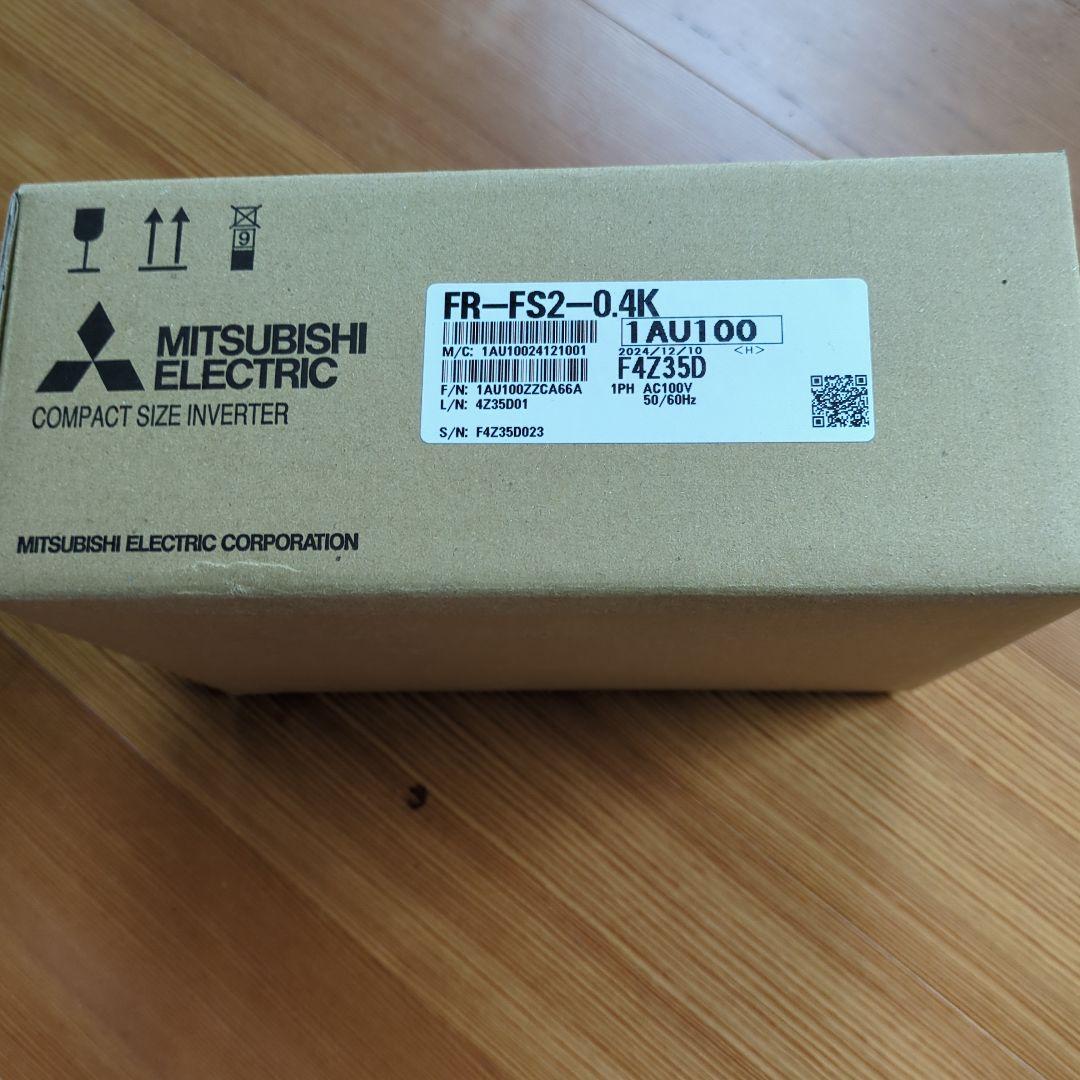 9
MITSUBISHI
ELECTRIC
COMPACT SIZE INVERTER
MITSUBISHI ELECTRIC CORPORATION
FR-FS2-0.4K
1AU100
M/C: 1AU10024121001
2024/12/10 <H>
F4Z35D
F/N: 1AU100ZZCA66A
1PH AC100V
L/N: 4Z35D01
50/60Hz
S/N: F4Z35D023